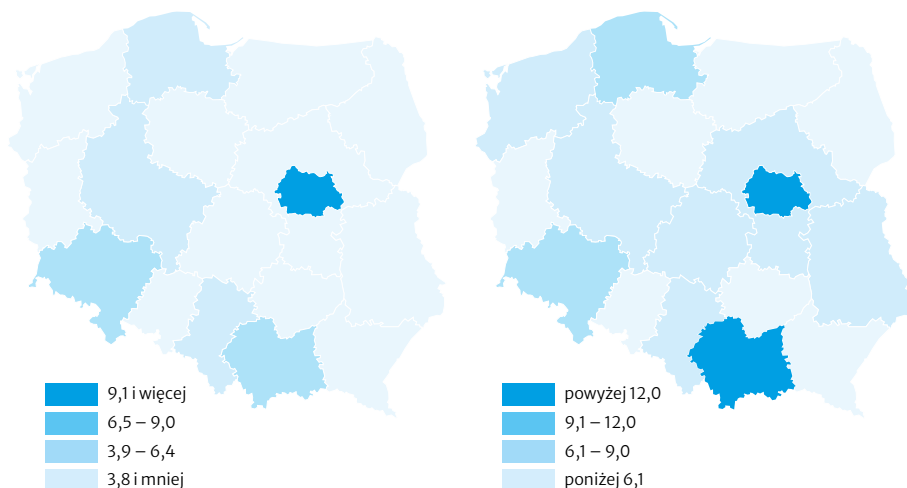 9,1 i więcej
6,5 – 9,0
3,9 – 6,4
3,8 i mniej
powyżej 12,0
9,1 – 12,0
6,1 – 9,0
poniżej 6,1